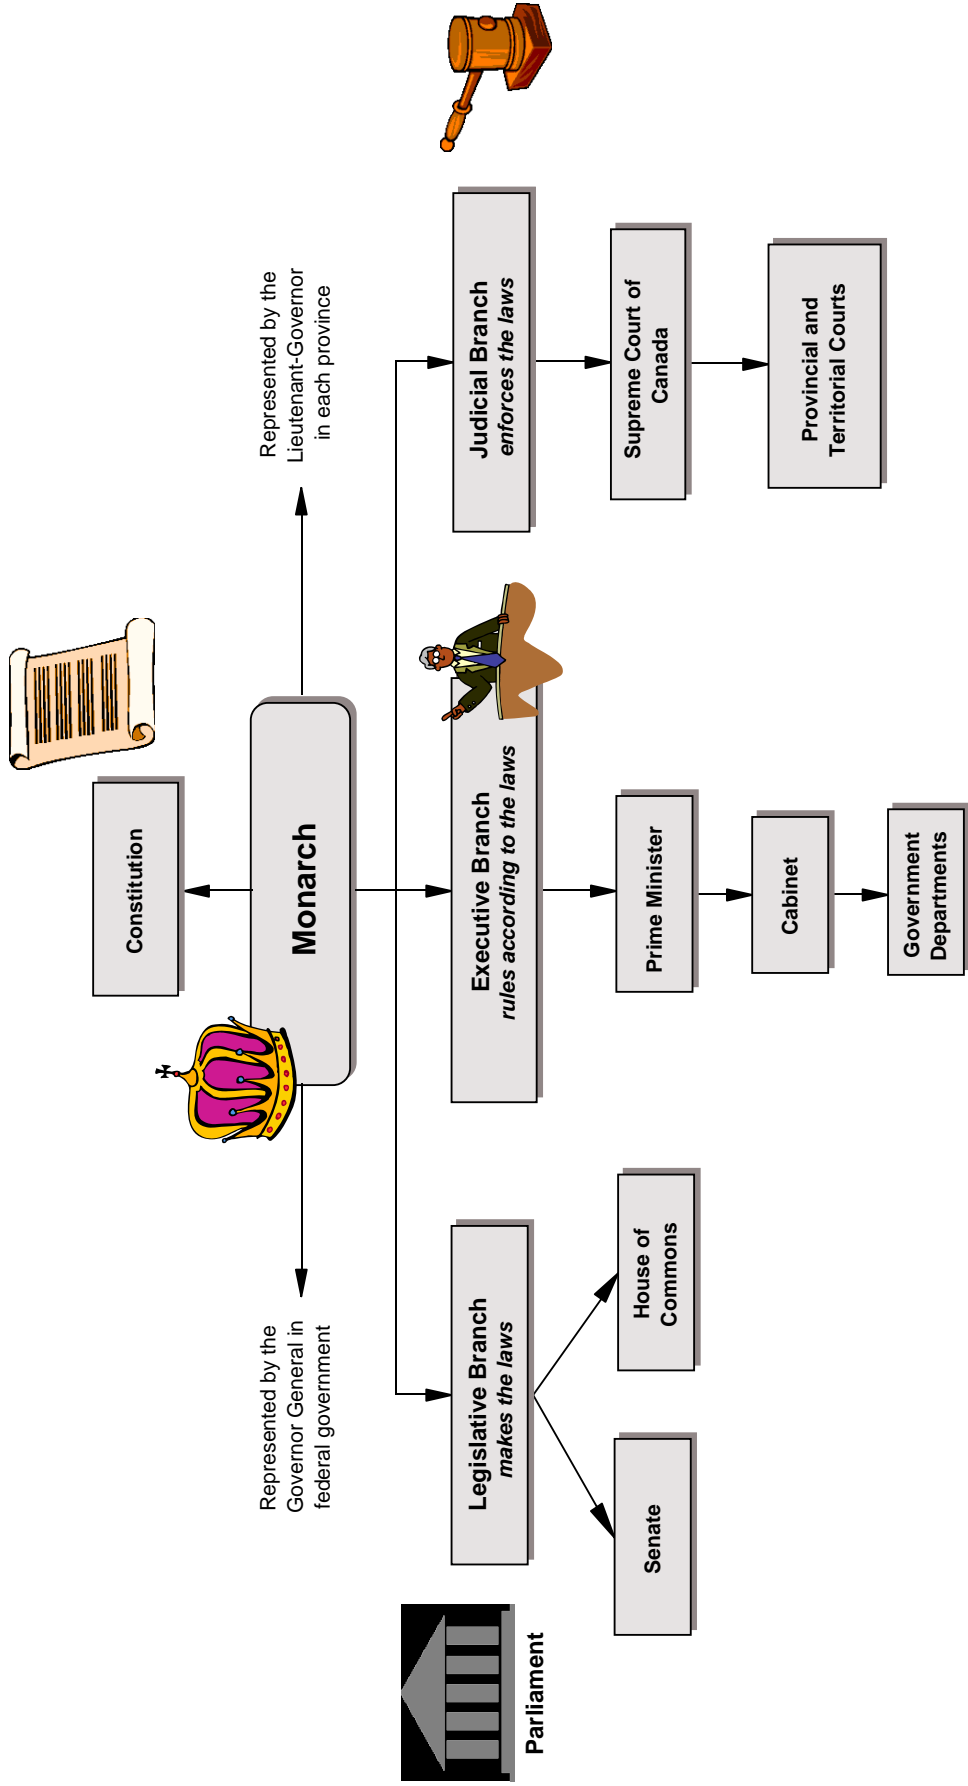 Constitution
Represented by the
Governor General in
federal government
Monarch
Represented by the
Lieutenant-Governor
in each province
Parliament
Legislative Branch
makes the laws
Executive Branch
rules according to the laws
Judicial Branch
enforces the laws
Senate
House of
Commons
Prime Minister
Supreme Court of
Canada
Cabinet
Provincial and
Territorial Courts
Government
Departments